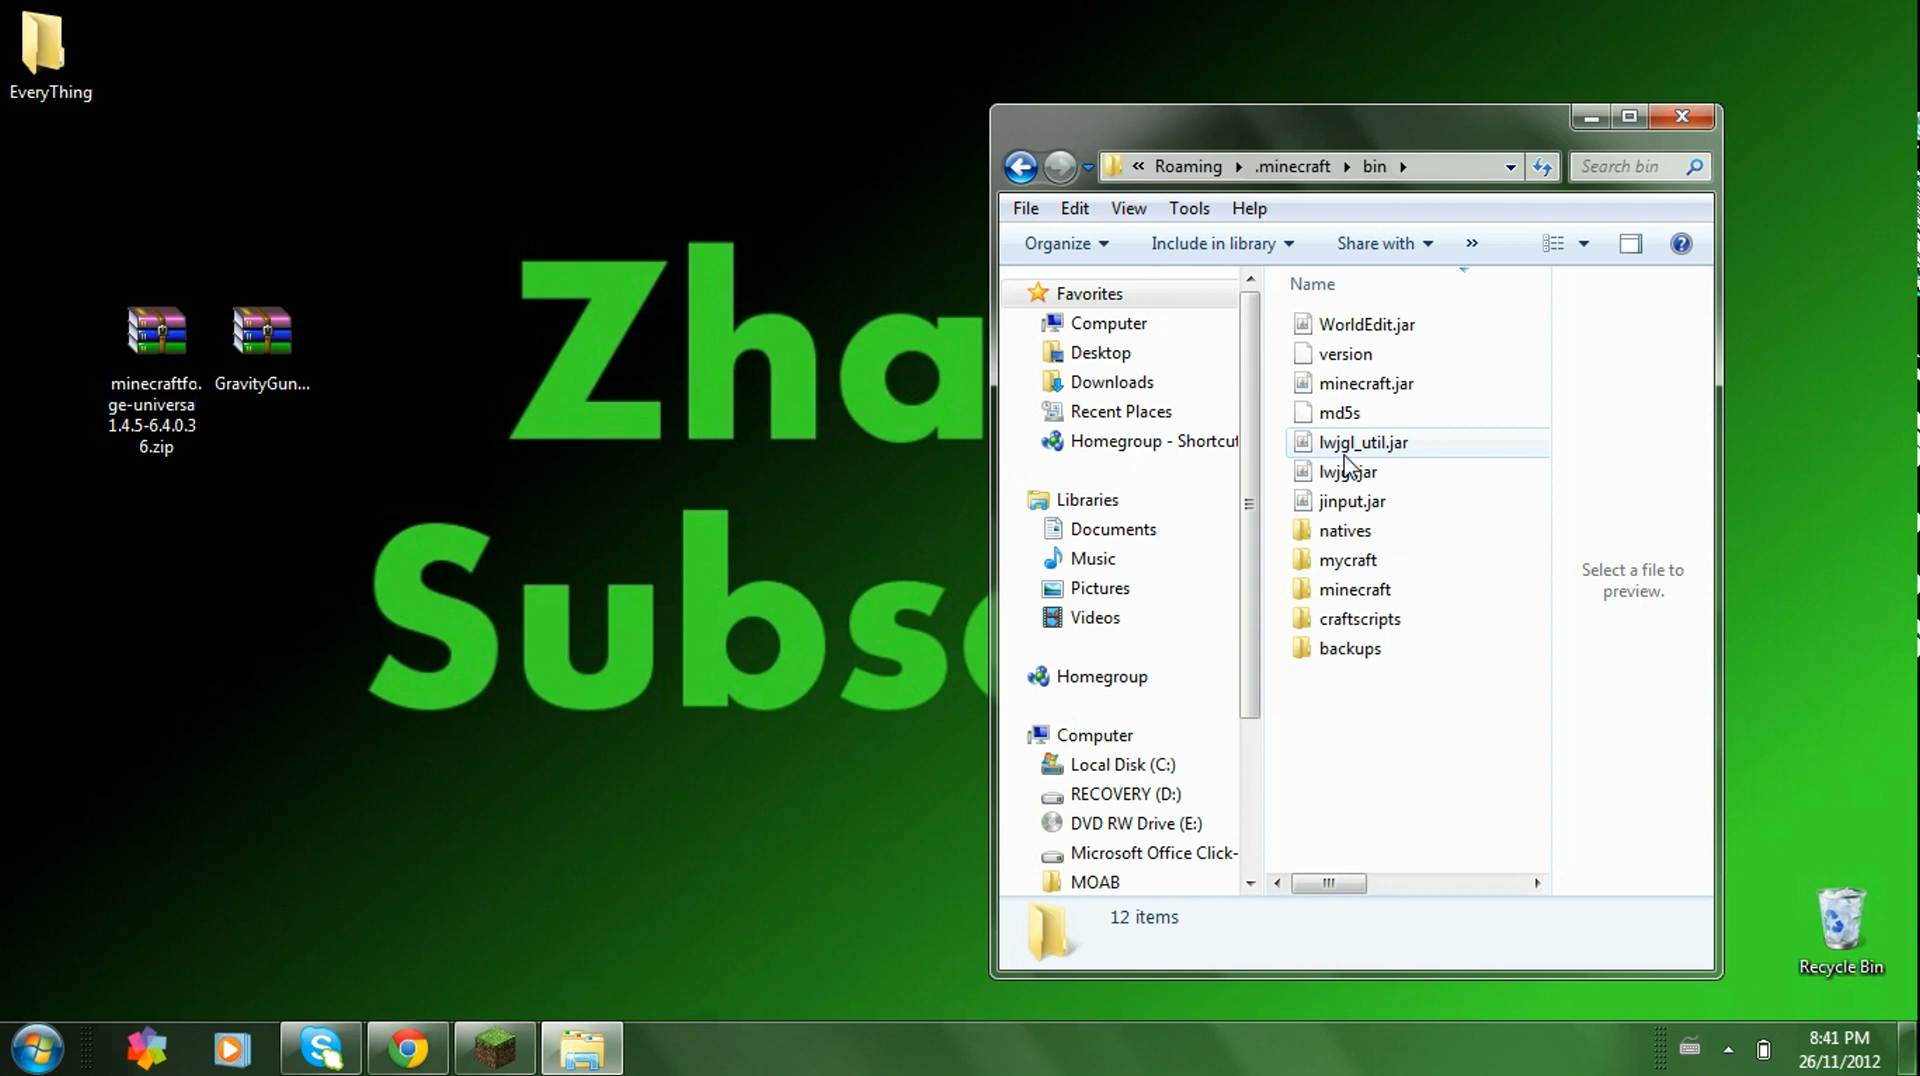 EveryThing
minecraftfo.
ge-universa
1.4.5-6.4.0.3
6.zip
GravityGun...
Zha
Subs
« Roaming .minecraft bin
Search bin
File Edit View Tools Help
Organize Include in library Share with »
Favorites
Computer
Desktop
Downloads
Recent Places
Homegroup - Shortcut
Libraries
Documents
Music
Pictures
Videos
Homegroup
Computer
Local Disk (C:)
RECOVERY (D:)
DVD RW Drive (E:)
Microsoft Office Click-
MOAB
Name
WorldEdit.jar
version
minecraft.jar
md5s
lwjgl_util.jar
jinput.jar
natives
mycraft
minecraft
craftscripts
backups
Select a file to
preview.
12 items
Recycle Bin
8:41 PM
26/11/2012